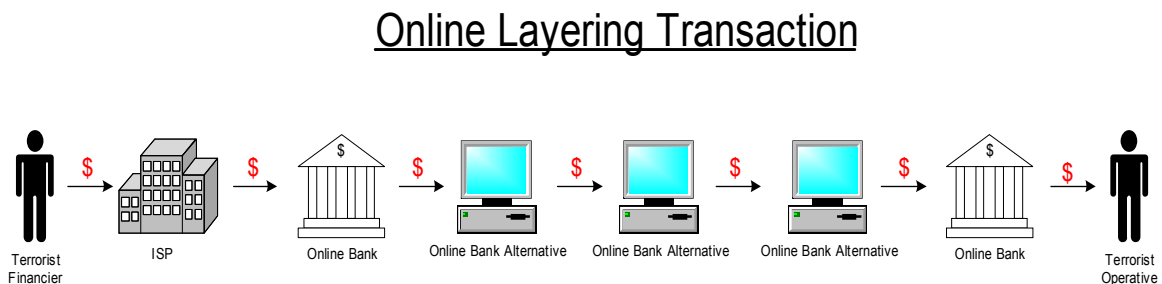 Online Layering Transaction
$ $ $ $ $ $ $
$ $
Terrorist Financier
ISP
Online Bank
Online Bank Alternative
Online Bank Alternative
Online Bank Alternative
Online Bank
Terrorist Operative